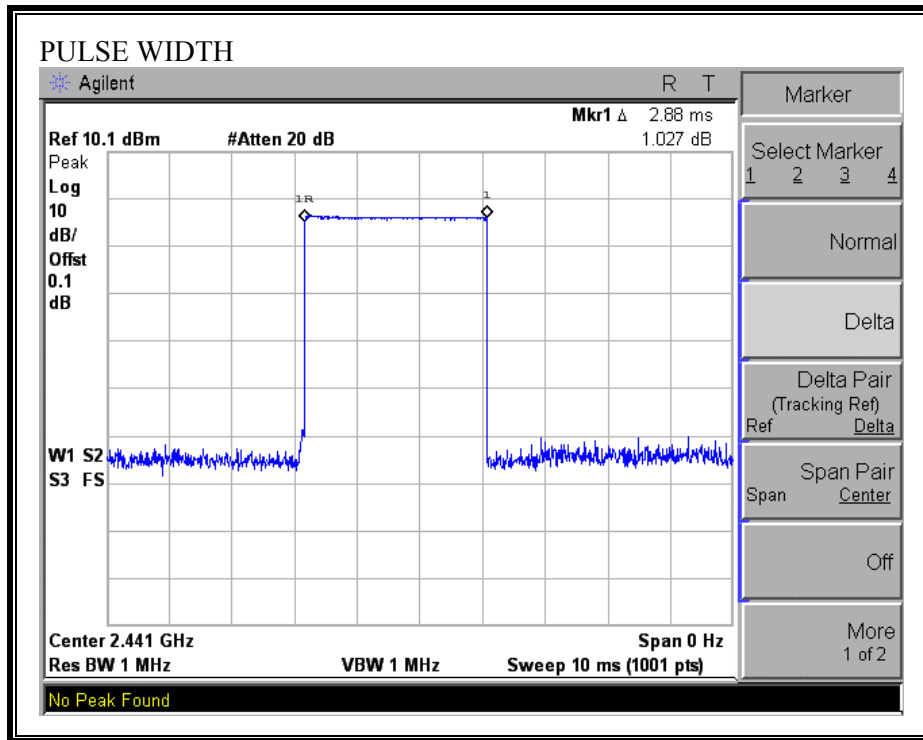 PULSE WIDTH
Agilent
R T
Mkr1 Δ 2.88 ms
Ref 10.1 dBm #Atten 20 dB 1.027 dB
Peak
Log
10
dB/
Offst
0.1
dB
1R
1
W1 S2
S3 FS
Center 2.441 GHz Span 0 Hz
Res BW 1 MHz VBW 1 MHz Sweep 10 ms (1001 pts)
No Peak Found
Marker
Select Marker
1 2 3 4
Normal
Delta
Delta Pair
(Tracking Ref)
Ref Delta
Span Pair
Span Center
Off
More
1 of 2